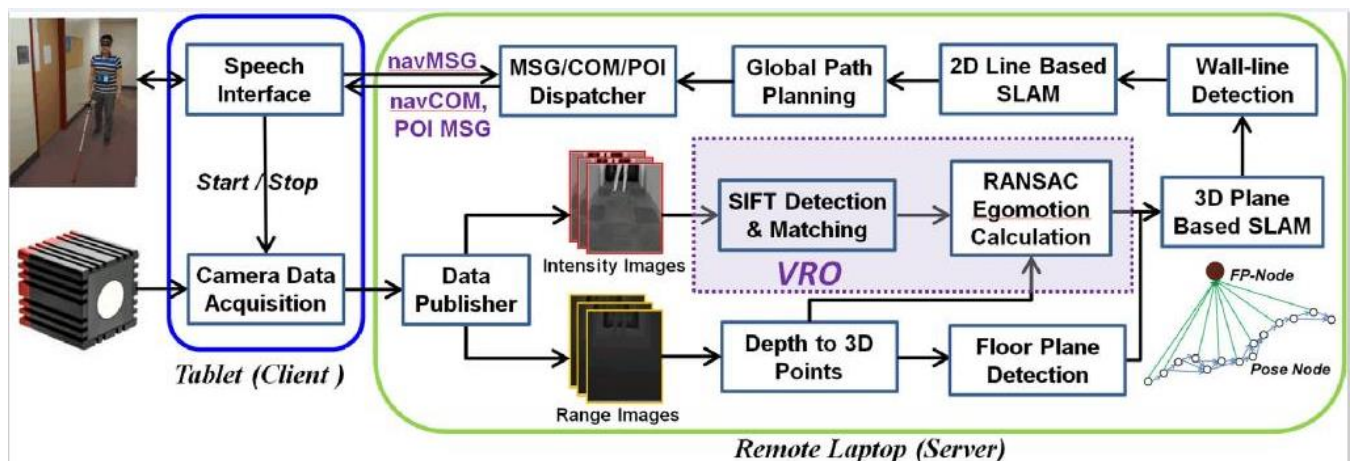 Speech
Interface
navMSG
navCOM,
POI MSG
MSG/COM/POI
Dispatcher
Global Path
Planning
2D Line Based
SLAM
Wall-line
Detection
Start / Stop
SIFT Detection
& Matching
RANSAC
Egomotion
Calculation
VRO
3D Plane
Based SLAM
Intensity Images
Camera Data
Acquisition
Data
Publisher
Depth to 3D
Points
Floor Plane
Detection
FP-Node
Pose Node
Range Images
Tablet (Client )
Remote Laptop (Server)